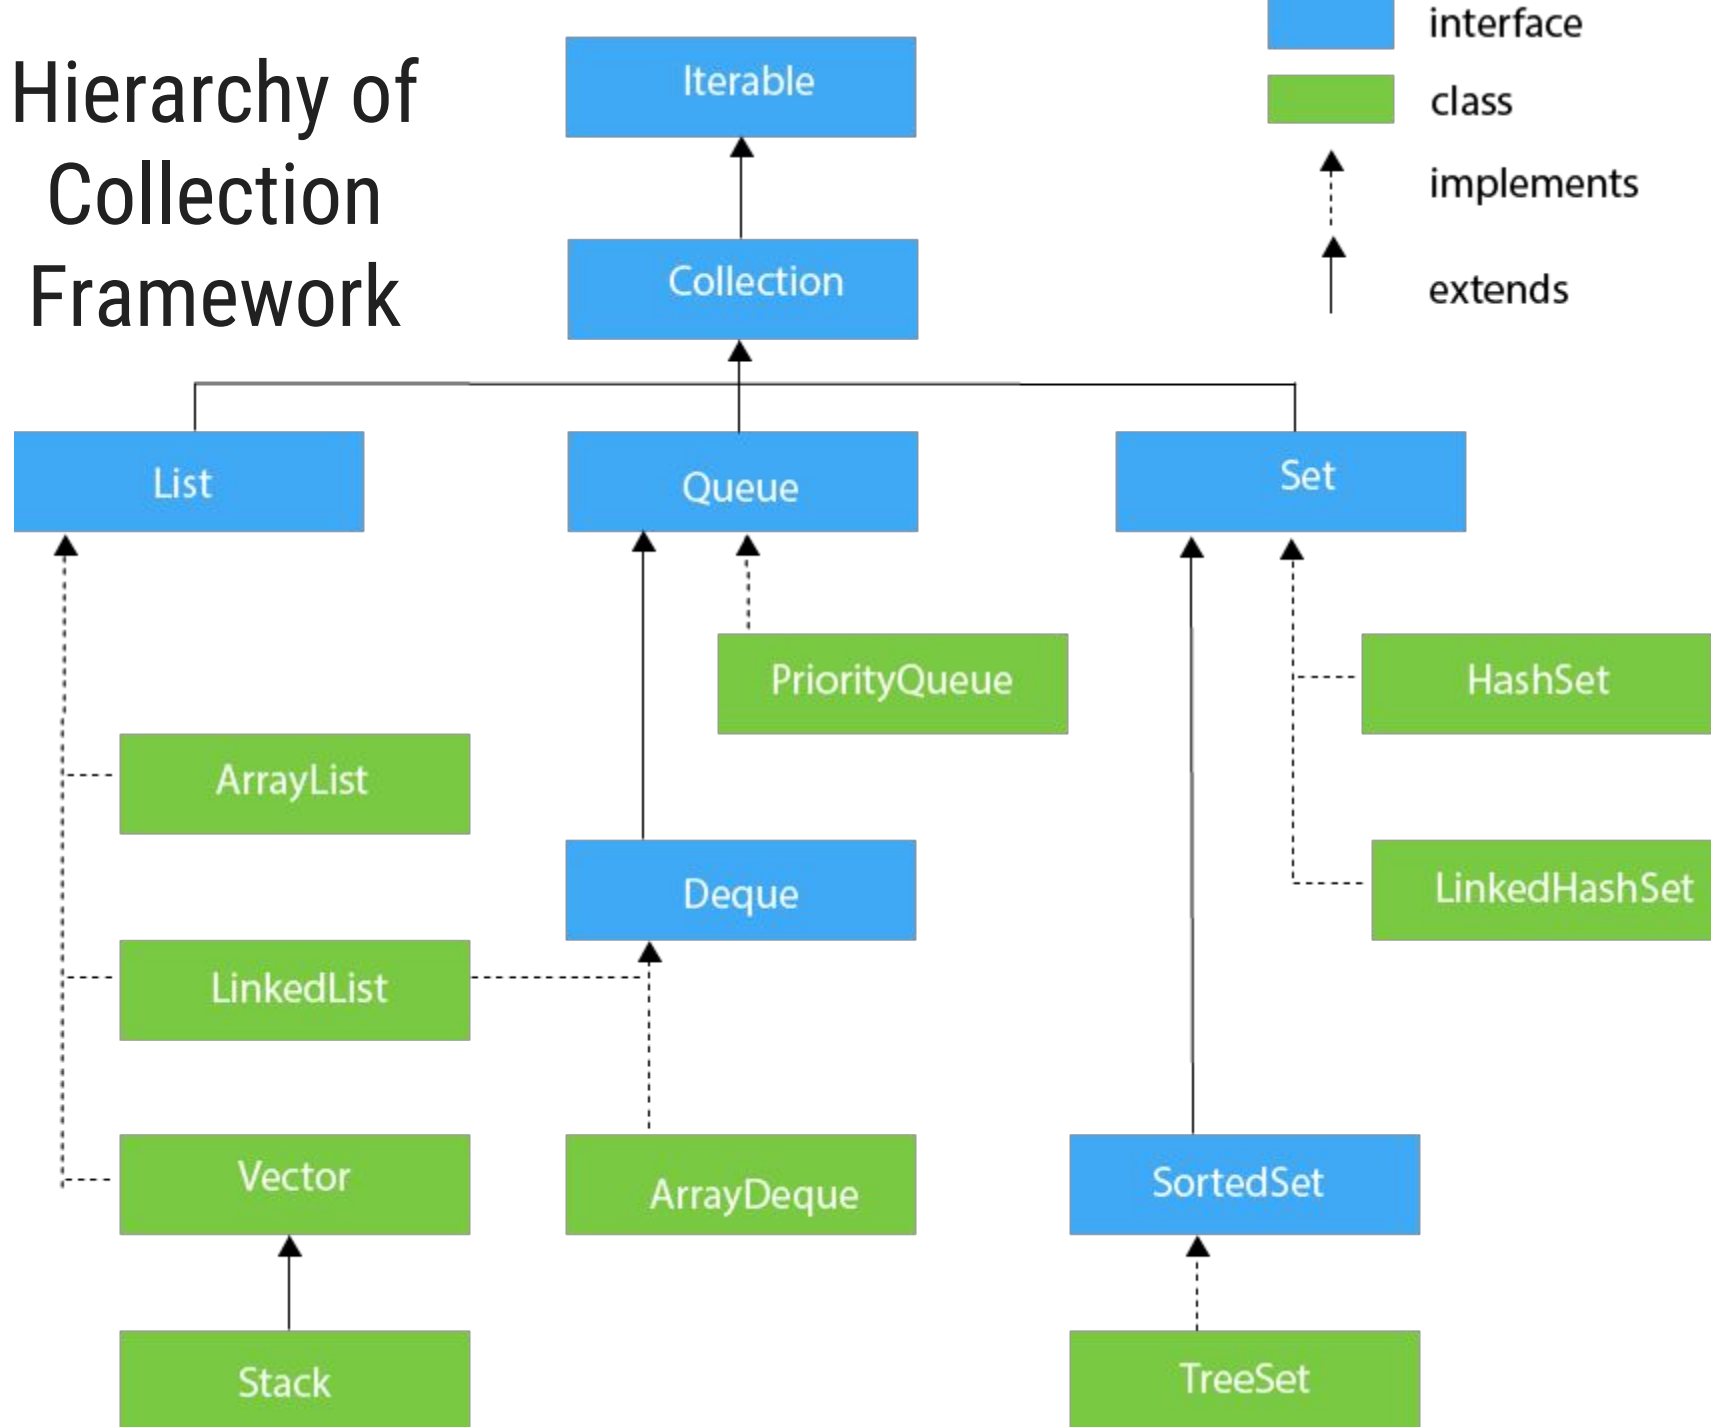 Hierarchy of
Collection
Framework
interface
class
implements
extends
Iterable
Collection
List
Queue
Set
PriorityQueue
HashSet
ArrayList
Deque
LinkedHashSet
LinkedList
Vector
ArrayDeque
SortedSet
Stack
TreeSet